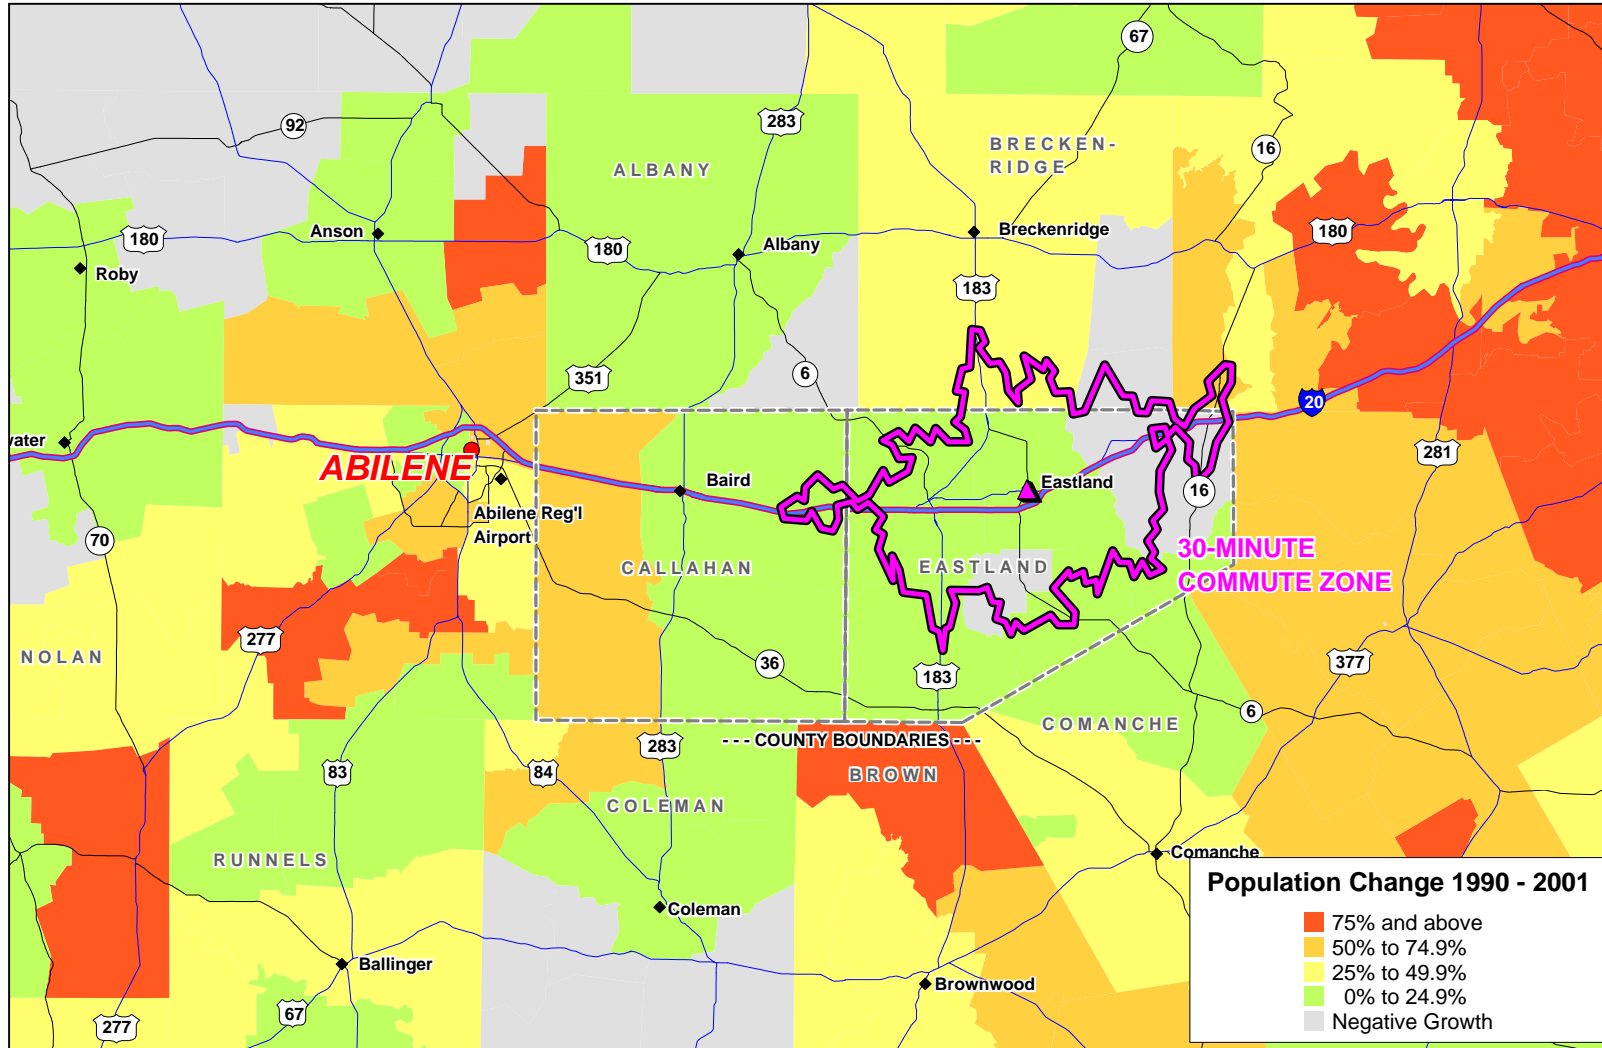 67
92
283
BRECKEN-
RIDGE
16
ALBANY
180
Anson
180
Albany
Breckenridge
180
Roby
183
351
6
20
water
ABILENE
Baird
Eastland
281
16
Abilene Reg'l
Airport
70
30-MINUTE
COMMUTE ZONE
CALLAHAN
EASTLAND
277
NOLAN
36
183
377
6
COMANCHE
283
--- COUNTY BOUNDARIES ---
83
84
BROWN
COLEMAN
RUNNELS
Comanche
Coleman
Ballinger
Brownwood
67
277
Population Change 1990 - 2001
75% and above
50% to 74.9%
25% to 49.9%
0% to 24.9%
Negative Growth